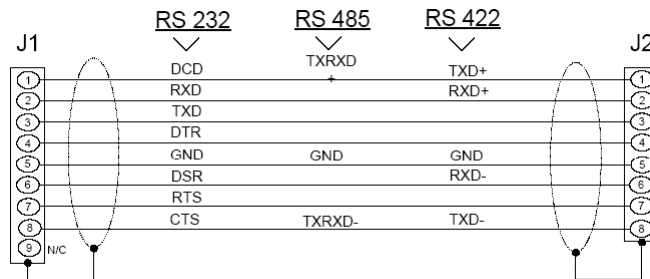 RS 232 RS 485 RS 422
J1 J2
1 DCD TXRXD + TXD+ 1
2 RXD RXD+ 2
3 TXD 3
4 DTR 4
5 GND GND GND 5
6 DSR RXD- 6
7 RTS 7
8 CTS TXRXD- TXD- 8
9 N/C